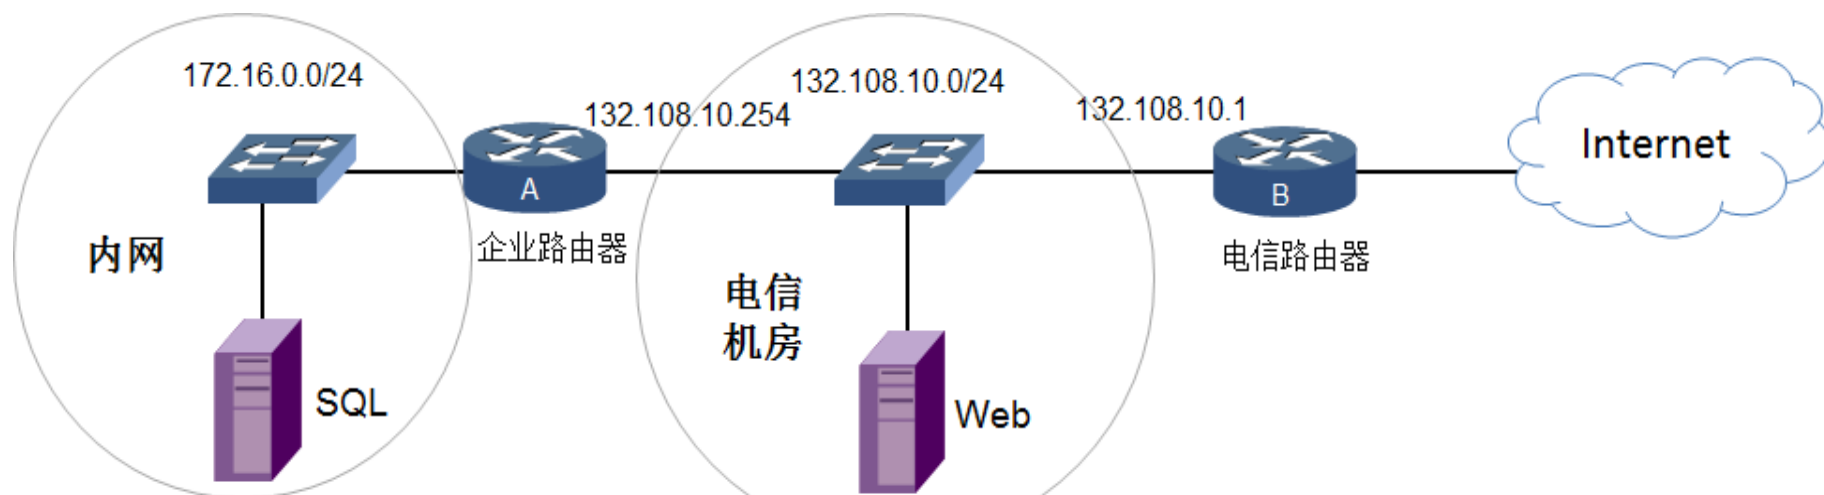 172.16.0.0/24
132.108.10.254
132.108.10.0/24
132.108.10.1
Internet
A
B
内网
企业路由器
电信路由器
电信
机房
SQL
Web